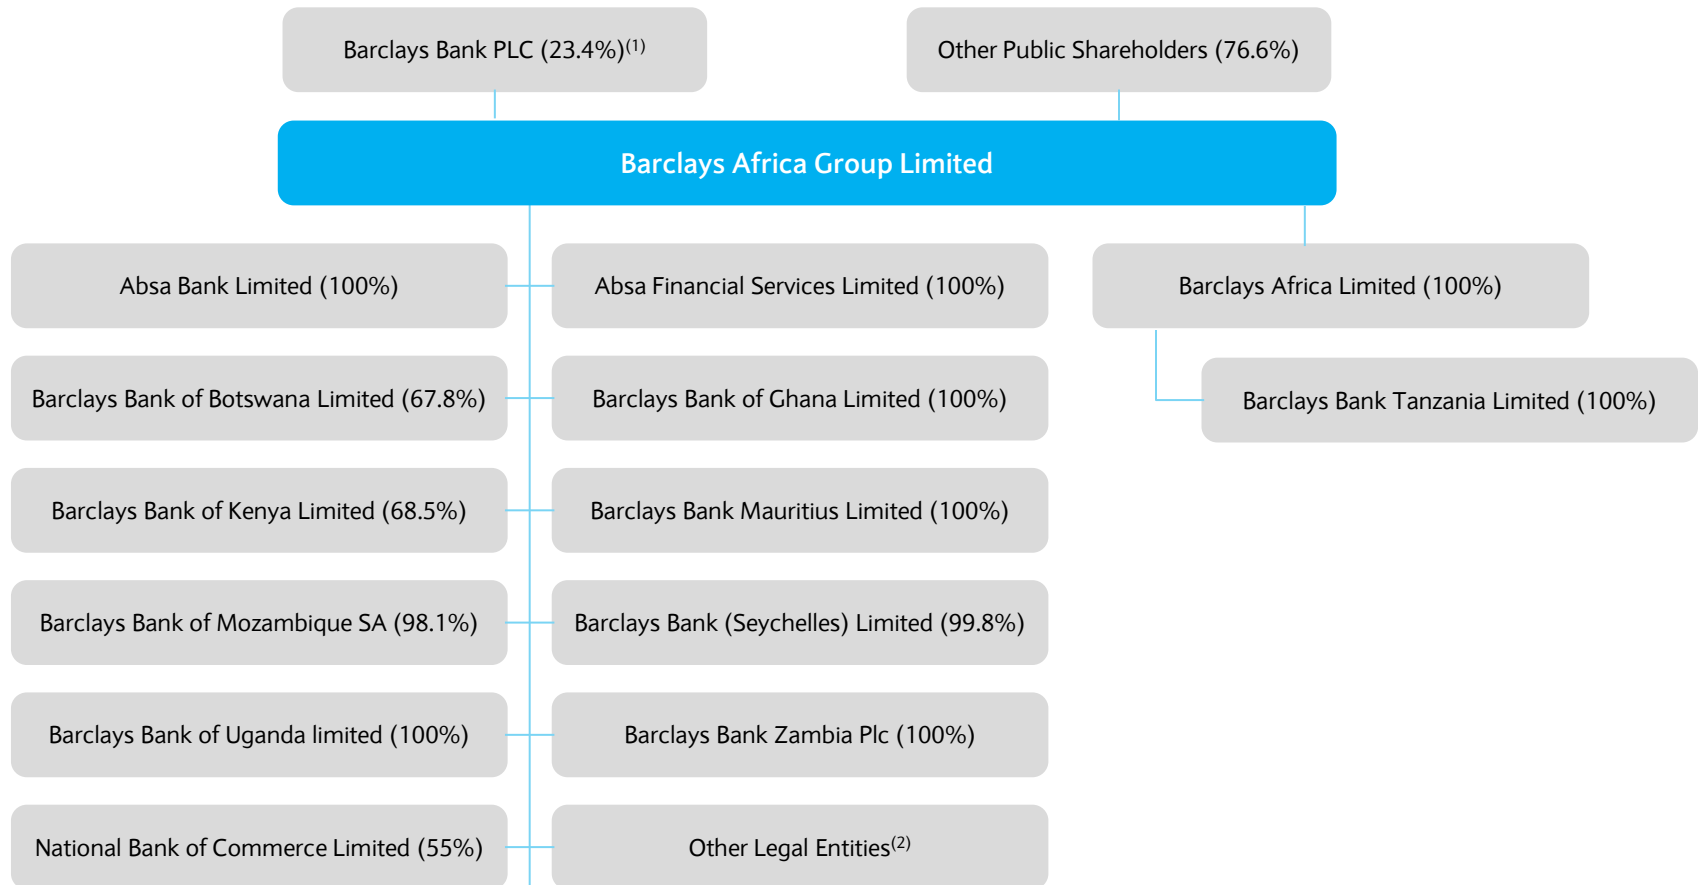 Barclays Bank PLC (23.4%)(1)
Other Public Shareholders (76.6%)
Barclays Africa Group Limited
Absa Bank Limited (100%)
Absa Financial Services Limited (100%)
Barclays Africa Limited (100%)
Barclays Bank of Botswana Limited (67.8%)
Barclays Bank of Ghana Limited (100%)
Barclays Bank Tanzania Limited (100%)
Barclays Bank of Kenya Limited (68.5%)
Barclays Bank Mauritius Limited (100%)
Barclays Bank of Mozambique SA (98.1%)
Barclays Bank (Seychelles) Limited (99.8%)
Barclays Bank of Uganda limited (100%)
Barclays Bank Zambia Plc (100%)
National Bank of Commerce Limited (55%)
Other Legal Entities(2)